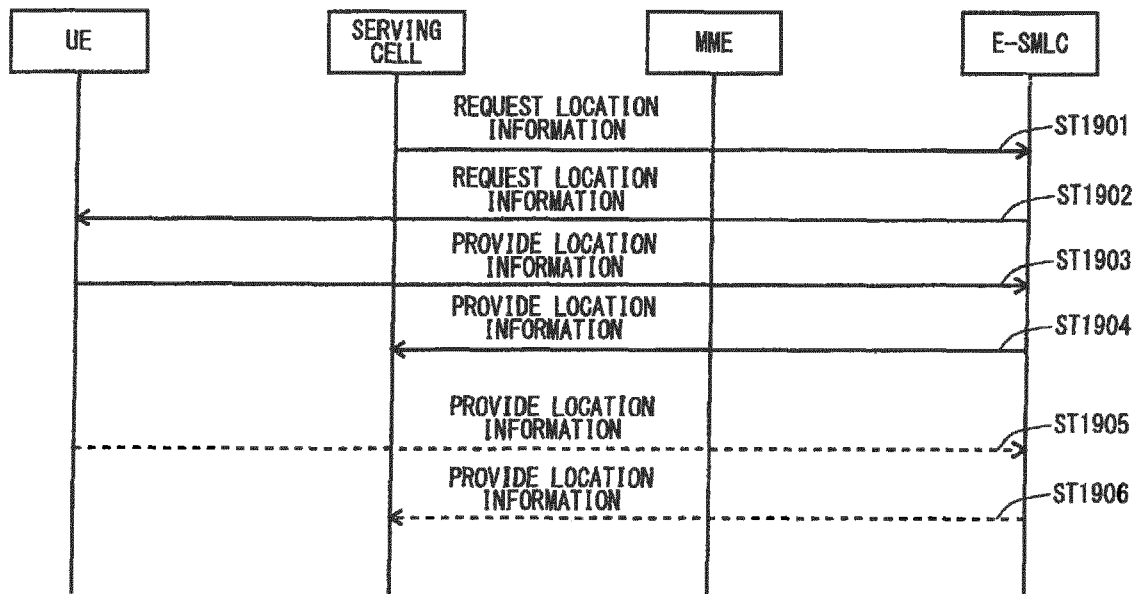 UE
SERVING
CELL
MME
E-SMLC
REQUEST LOCATION
INFORMATION
ST1901
REQUEST LOCATION
INFORMATION
ST1902
PROVIDE LOCATION
INFORMATION
ST1903
PROVIDE LOCATION
INFORMATION
ST1904
PROVIDE LOCATION
INFORMATION
ST1905
PROVIDE LOCATION
INFORMATION
ST1906